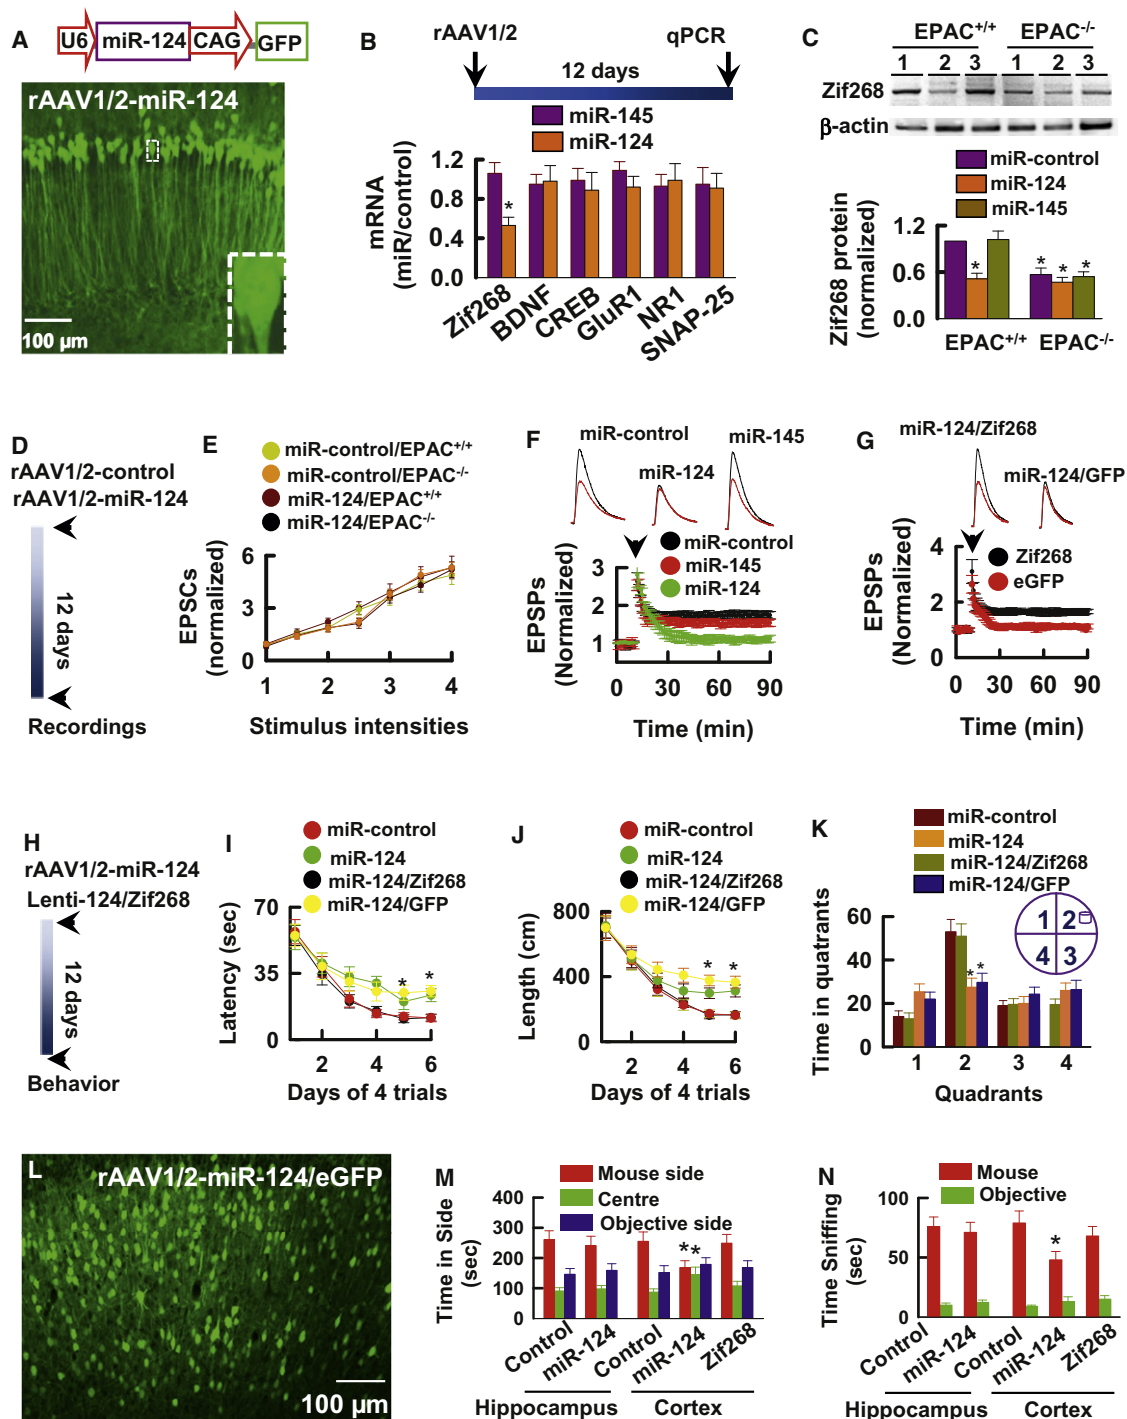 A
U6 miR-124 CAG GFP
rAAV1/2-miR-124
100 µm
B
rAAV1/2 qPCR
12 days
miR-145
miR-124
mRNA
(miR/control)
1.2
0.8
0.4
0.0
*
Zif268 BDNF CREB GluR1 NR1 SNAP-25
C
EPAC+/+ EPAC-/-
1 2 3 1 2 3
Zif268
β-actin
miR-control
miR-124
miR-145
Zif268 protein
(normalized)
1.2
0.6
0.0
* * * *
EPAC+/+ EPAC-/-
D
rAAV1/2-control
rAAV1/2-miR-124
12 days
Recordings
E
miR-control/EPAC+/+
miR-control/EPAC-/-
miR-124/EPAC+/+
miR-124/EPAC-/-
EPSCs
(normalized)
6
3
0
1 2 3 4
Stimulus intensities
F
miR-control miR-145
miR-124
miR-control
miR-145
miR-124
EPSPs
(Normalized)
3
2
1
0 30 60 90
Time (min)
G
miR-124/Zif268
miR-124/GFP
Zif268
eGFP
EPSPs
(Normalized)
4
2
0
0 30 60 90
Time (min)
H
rAAV1/2-miR-124
Lenti-124/Zif268
12 days
Behavior
I
miR-control
miR-124
miR-124/Zif268
miR-124/GFP
Latency (sec)
70
35
0
* *
2 4 6
Days of 4 trials
J
miR-control
miR-124
miR-124/Zif268
miR-124/GFP
Length (cm)
800
400
0
* *
2 4 6
Days of 4 trials
K
miR-control
miR-124
miR-124/Zif268
miR-124/GFP
1 2
4 3
Time in quatrants
60
40
20
0
* *
1 2 3 4
Quadrants
L
rAAV1/2-miR-124/eGFP
100 µm
M
Mouse side
Centre
Objective side
Time in Side
(sec)
400
300
200
100
0
* *
Control miR-124 Control miR-124 Zif268
Hippocampus Cortex
N
Mouse
Objective
Time Sniffing
(sec)
100
50
0
*
Control miR-124 Control miR-124 Zif268
Hippocampus Cortex